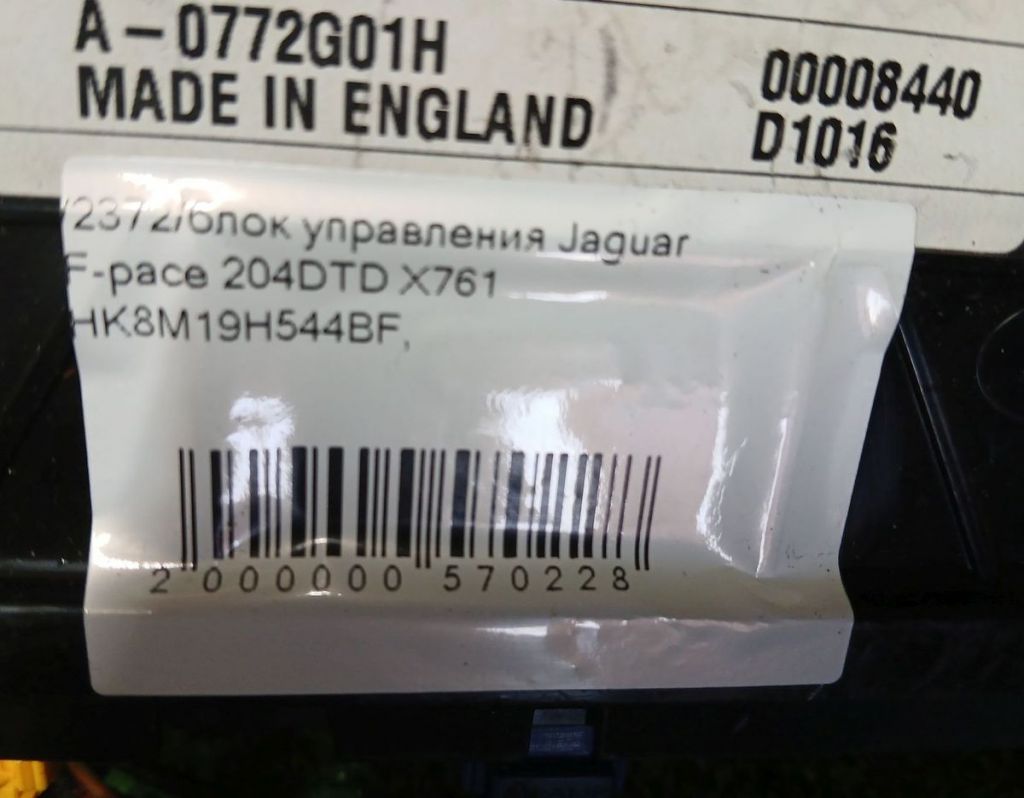 A-0772G01H
MADE IN ENGLAND
00008440
D1016
/2372/блок управления Jaguar
F-pace 204DTD X761
HK8M19H544BF,
2 000000 570228